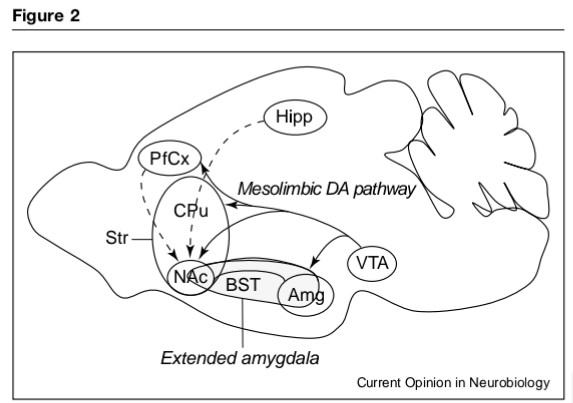 Figure 2
Hipp
PfCx
Mesolimbic DA pathway
CPu
Str
VTA
NAc
BST
Amg
Extended amygdala
Current Opinion in Neurobiology